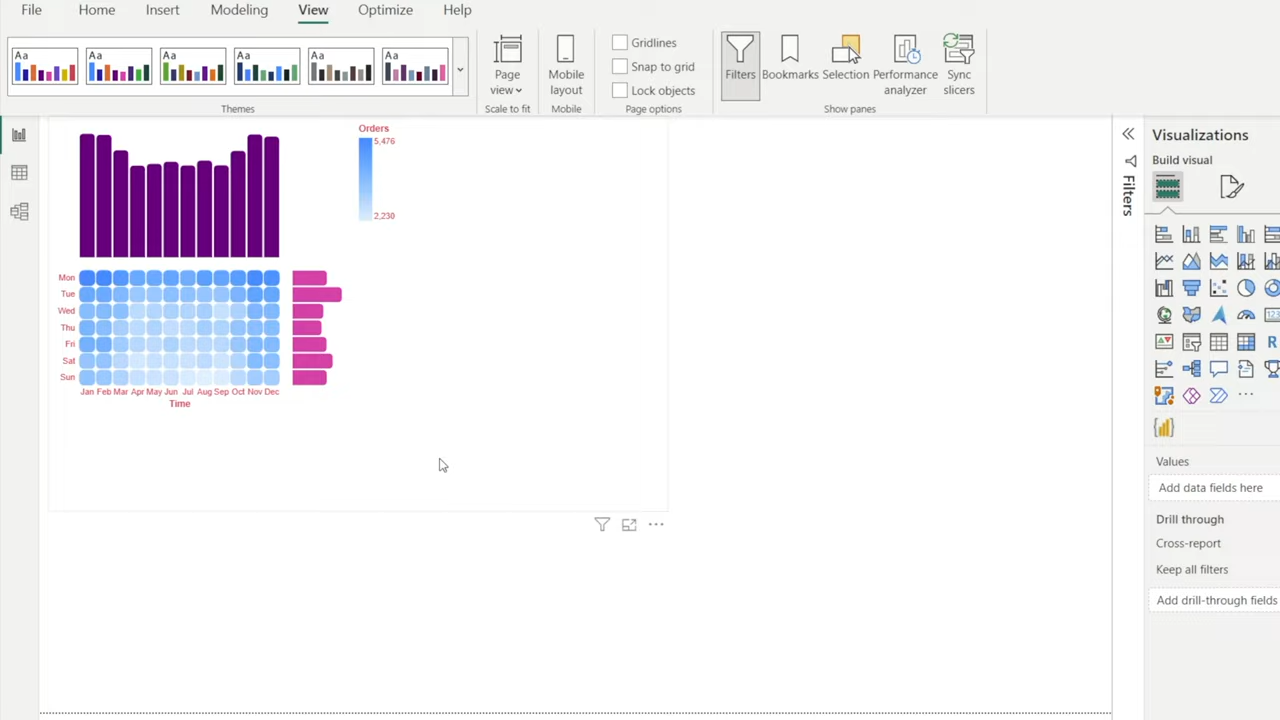 File Home Insert Modeling View Optimize Help
Aa Aa Aa Aa Aa Aa
Page view
Mobile layout
Gridlines
Snap to grid
Lock objects
Filters
Bookmarks
Selection
Performance analyzer
Sync slicers
Themes
Scale to fit
Mobile
Page options
Show panes
Orders
5,476
2,230
Mon
Tue
Wed
Thu
Fri
Sat
Sun
Jan Feb Mar Apr May Jun Jul Aug Sep Oct Nov Dec
Time
Filters
Visualizations
Build visual
123
R
Values
Add data fields here
Drill through
Cross-report
Keep all filters
Add drill-through fields